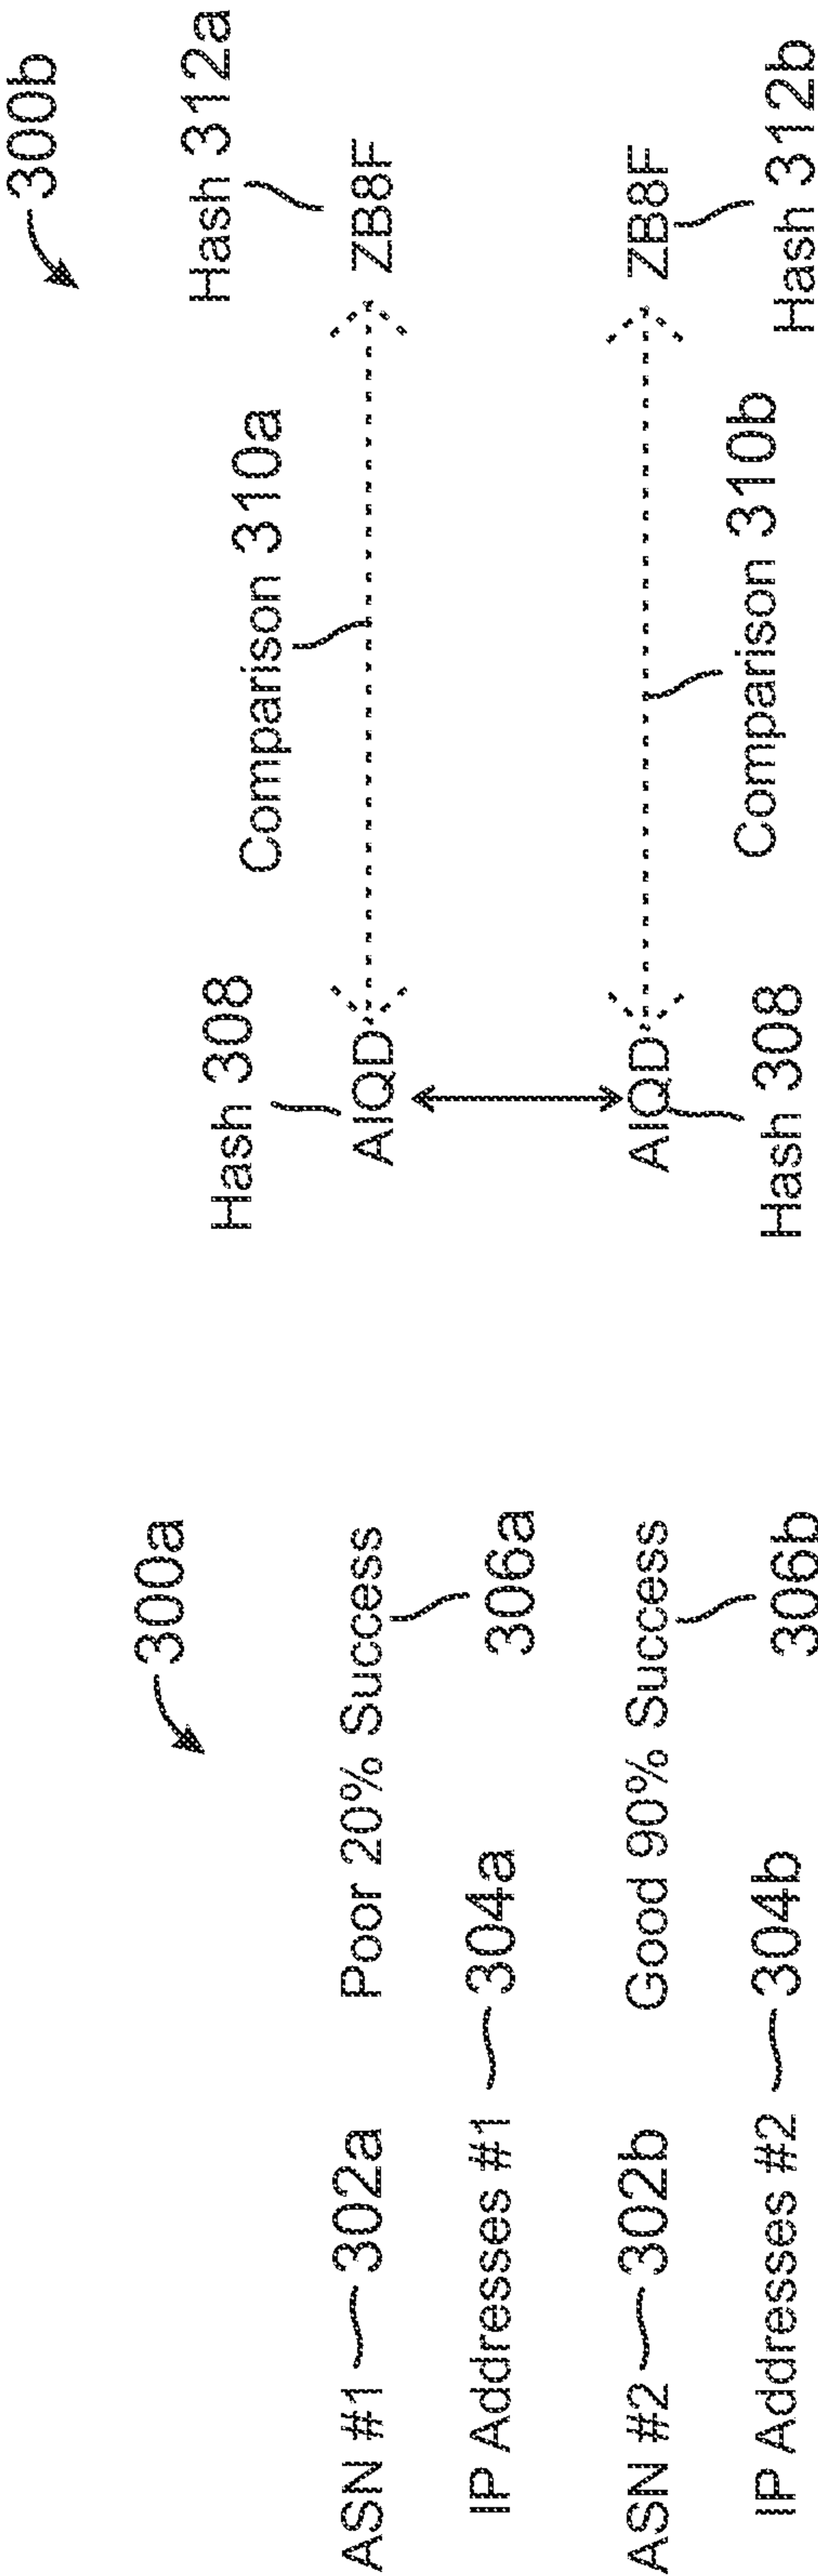 300a
ASN #1 302a Poor 20% Success
IP Addresses #1 304a 306a
ASN #2 302b Good 90% Success
IP Addresses #2 304b 306b
300b
Hash 308 Comparison 310a Hash 312a
AIQD ZB8F
AIQD ZB8F
Hash 308 Comparison 310b Hash 312b